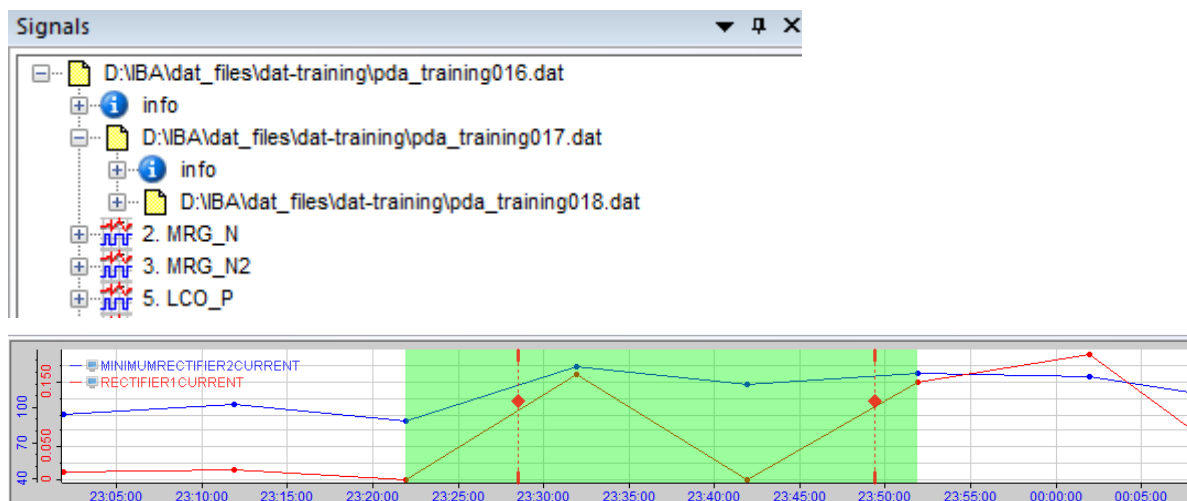 Signals
D:\IBA\dat_files\dat-training\pda_training016.dat
info
D:\IBA\dat_files\dat-training\pda_training017.dat
info
D:\IBA\dat_files\dat-training\pda_training018.dat
2. MRG_N
3. MRG_N2
5. LCO_P
MINIMUMRECTIFIER2CURRENT
RECTIFIER1CURRENT
100
70
40
0.150
0.050
0
23:05:00 23:10:00 23:15:00 23:20:00 23:25:00 23:30:00 23:35:00 23:40:00 23:45:00 23:50:00 23:55:00 00:00:00 00:05:00